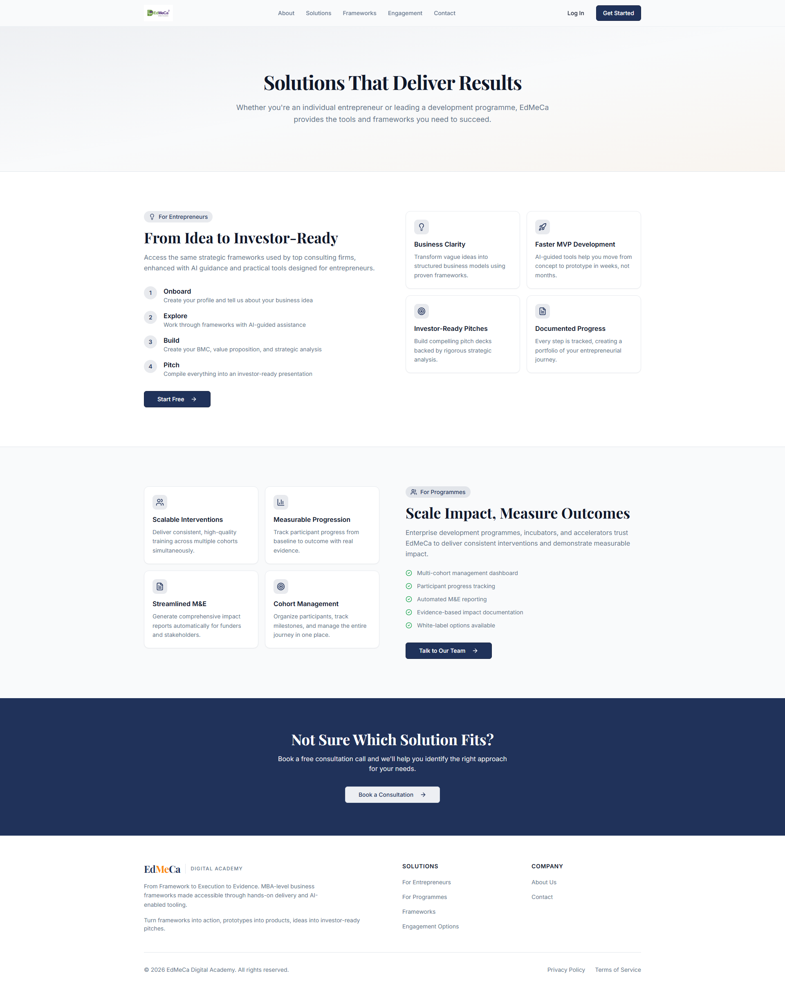 EdMeCa
About
Solutions
Frameworks
Engagement
Contact
Log In
Get Started
Solutions That Deliver Results
Whether you're an individual entrepreneur or leading a development programme, EdMeCa
provides the tools and frameworks you need to succeed.
For Entrepreneurs
From Idea to Investor-Ready
Access the same strategic frameworks used by top consulting firms,
enhanced with AI guidance and practical tools designed for entrepreneurs.
1
Onboard
Create your profile and tell us about your business idea
2
Explore
Work through frameworks with AI-guided assistance
3
Build
Create your BMC, value proposition, and strategic analysis
4
Pitch
Compile everything into an investor-ready presentation
Start Free
Business Clarity
Transform vague ideas into
structured business models using
proven frameworks.
Faster MVP Development
AI-guided tools help you move from
concept to prototype in weeks, not
months.
Investor-Ready Pitches
Build compelling pitch decks
backed by rigorous strategic
analysis.
Documented Progress
Every step is tracked, creating a
portfolio of your entrepreneurial
journey.
Scalable Interventions
Deliver consistent, high-quality
training across multiple cohorts
simultaneously.
Measurable Progression
Track participant progress from
baseline to outcome with real
evidence.
Streamlined M&E
Generate comprehensive impact
reports automatically for funders
and stakeholders.
Cohort Management
Organize participants, track
milestones, and manage the entire
journey in one place.
For Programmes
Scale Impact, Measure Outcomes
Enterprise development programmes, incubators, and accelerators trust
EdMeCa to deliver consistent interventions and demonstrate measurable
impact.
Multi-cohort management dashboard
Participant progress tracking
Automated M&E reporting
Evidence-based impact documentation
White-label options available
Talk to Our Team
Not Sure Which Solution Fits?
Book a free consultation call and we'll help you identify the right approach
for your needs.
Book a Consultation
EdMeCa
DIGITAL ACADEMY
From Framework to Execution to Evidence. MBA-level business
frameworks made accessible through hands-on delivery and AI-
enabled tooling.
Turn frameworks into action, prototypes into products, ideas into investor-ready
pitches.
SOLUTIONS
For Entrepreneurs
For Programmes
Frameworks
Engagement Options
COMPANY
About Us
Contact
© 2026 EdMeCa Digital Academy. All rights reserved.
Privacy Policy
Terms of Service